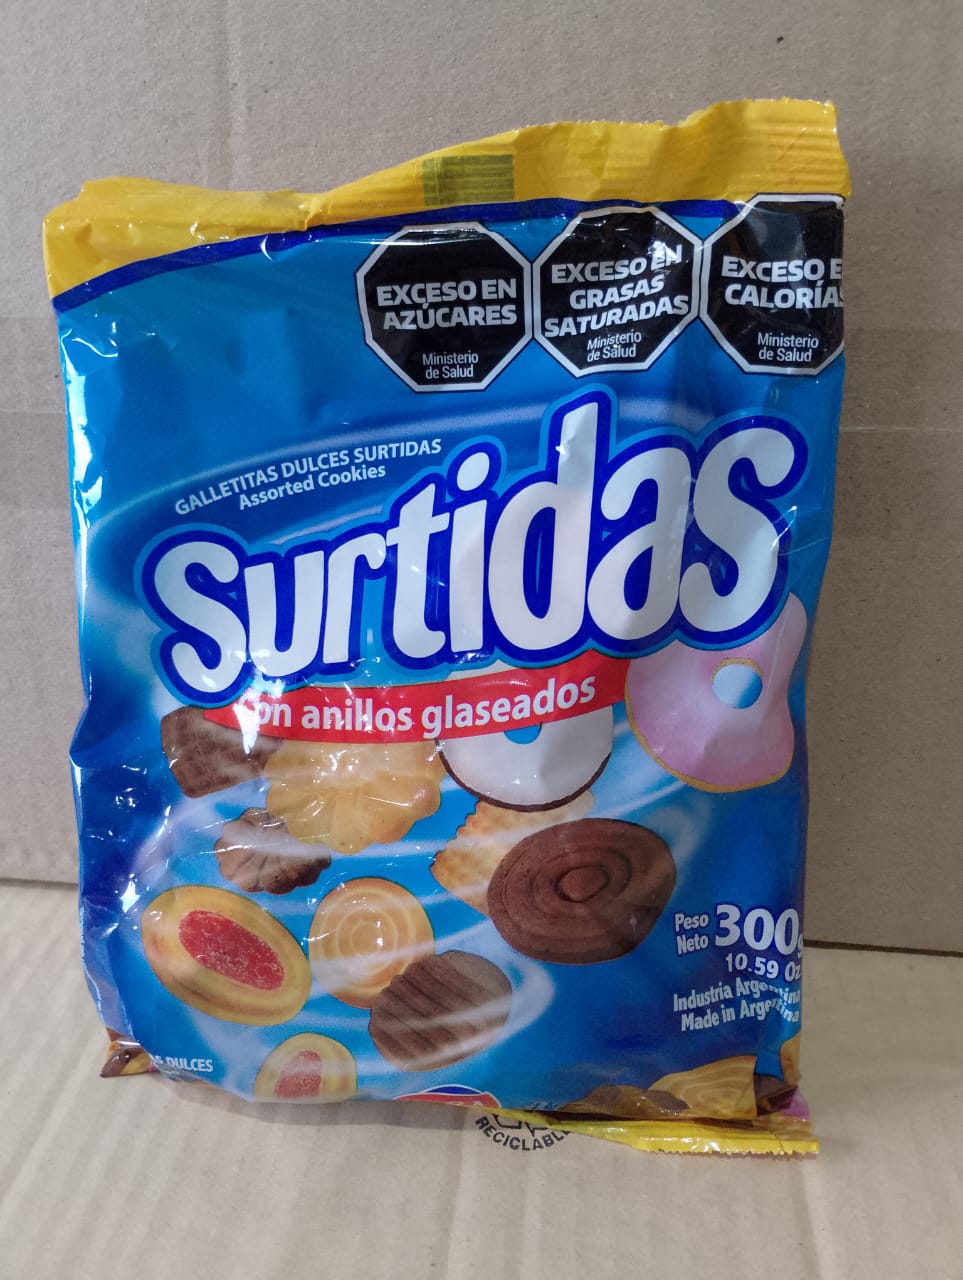 EXCESO EN
AZÚCARES
Ministerio
de Salud
EXCESO EN
GRASAS
SATURADAS
Ministerio
de Salud
EXCESO E
CALORÍAS
Ministerio
de Salud
GALLETITAS DULCES SURTIDAS
Assorted Cookies
Surtidas
on anillos glaseados
Peso
Neto 300g
10.59 Oz
Industria Argentina
Made in Argentina
S DULCES
RECICLABL